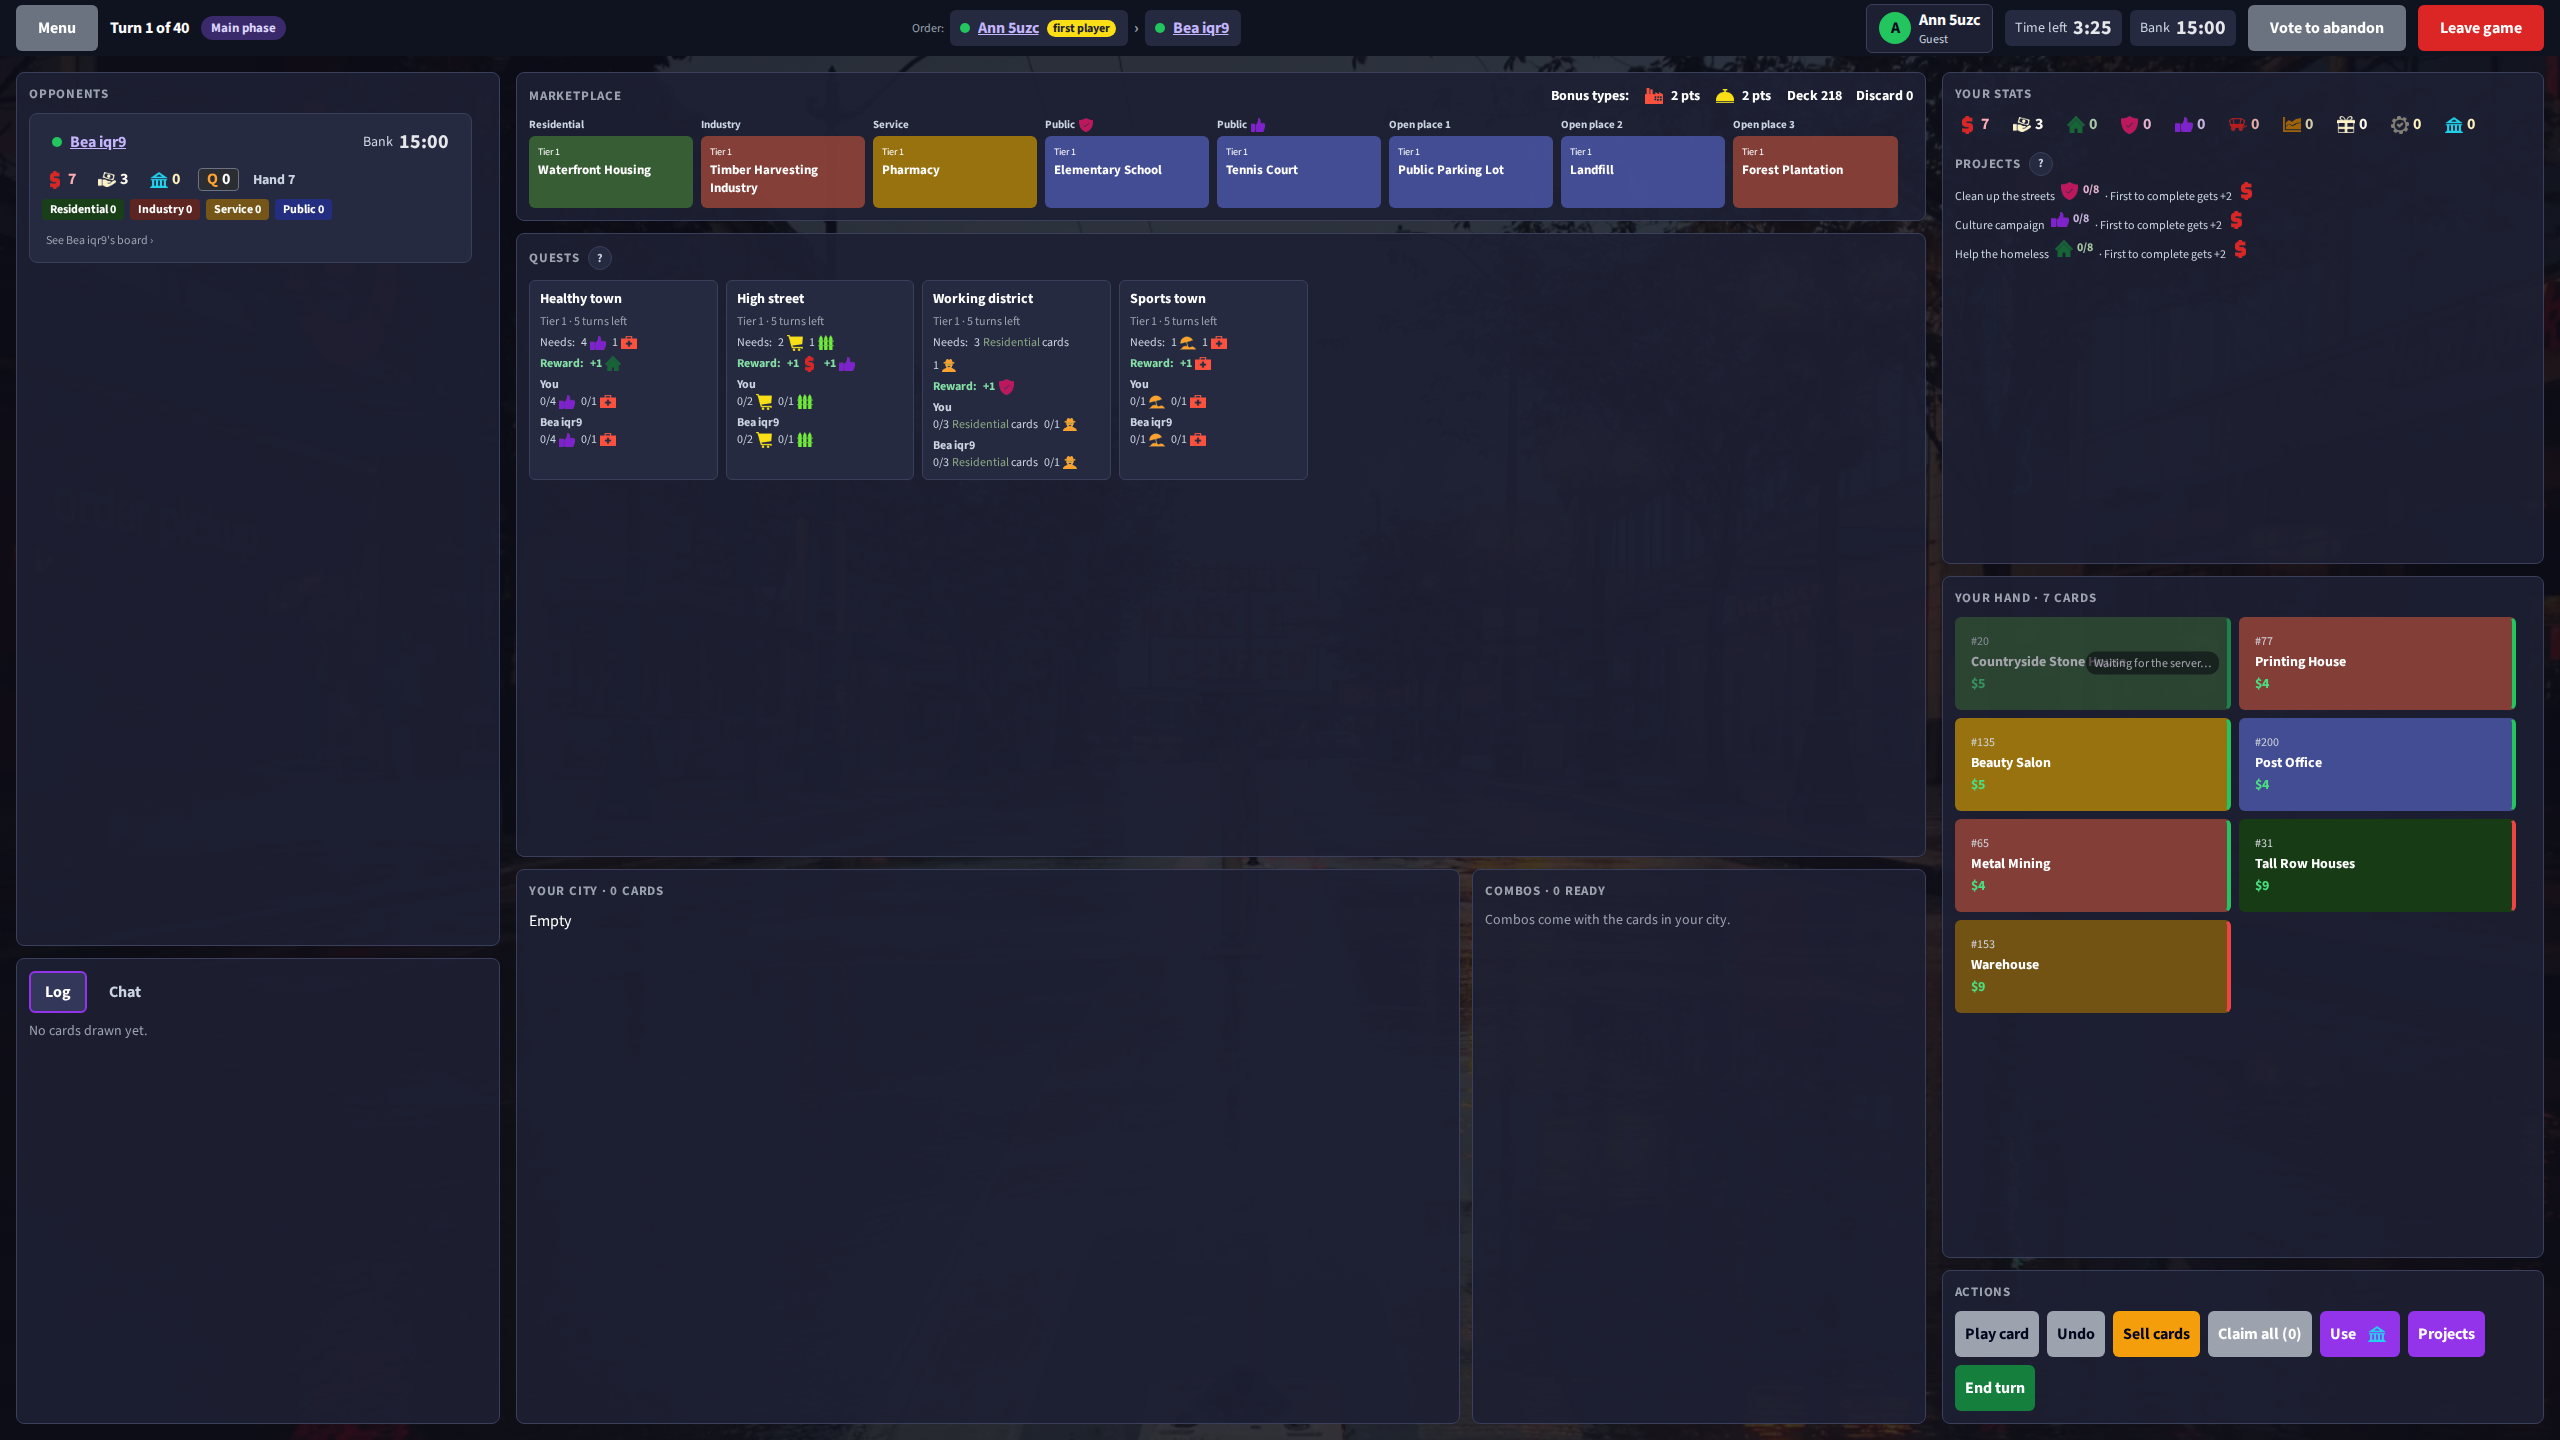 Menu
Turn 1 of 40
Main phase
Order:
Ann 5uzc
first player
›
Bea iqr9
A
Ann 5uzc
Guest
Time left 3:25
Bank 15:00
Vote to abandon
Leave game
OPPONENTS
Bea iqr9
Bank 15:00
7
3
0
Q 0
Hand 7
Residential 0
Industry 0
Service 0
Public 0
See Bea iqr9's board ›
Log
Chat
No cards drawn yet.
MARKETPLACE
Bonus types:
2 pts
2 pts
Deck 218
Discard 0
Residential
Tier 1
Waterfront Housing
Industry
Tier 1
Timber Harvesting
Industry
Service
Tier 1
Pharmacy
Public
Tier 1
Elementary School
Public
Tier 1
Tennis Court
Open place 1
Tier 1
Public Parking Lot
Open place 2
Tier 1
Landfill
Open place 3
Tier 1
Forest Plantation
QUESTS ?
Healthy town
Tier 1 · 5 turns left
Needs: 4 1
Reward: +1
You
0/4 0/1
Bea iqr9
0/4 0/1
High street
Tier 1 · 5 turns left
Needs: 2 1
Reward: +1 +1
You
0/2 0/1
Bea iqr9
0/2 0/1
Working district
Tier 1 · 5 turns left
Needs: 3 Residential cards
1
Reward: +1
You
0/3 Residential cards 0/1
Bea iqr9
0/3 Residential cards 0/1
Sports town
Tier 1 · 5 turns left
Needs: 1 1
Reward: +1
You
0/1 0/1
Bea iqr9
0/1 0/1
YOUR CITY · 0 CARDS
Empty
COMBOS · 0 READY
Combos come with the cards in your city.
YOUR STATS
7 3 0 0 0 0 0 0 0 0
PROJECTS ?
Clean up the streets 0/8 · First to complete gets +2
Culture campaign 0/8 · First to complete gets +2
Help the homeless 0/8 · First to complete gets +2
YOUR HAND · 7 CARDS
#20
Countryside Stone
Waiting for the server…
$5
#77
Printing House
$4
#135
Beauty Salon
$5
#200
Post Office
$4
#65
Metal Mining
$4
#31
Tall Row Houses
$9
#153
Warehouse
$9
ACTIONS
Play card
Undo
Sell cards
Claim all (0)
Use
Projects
End turn